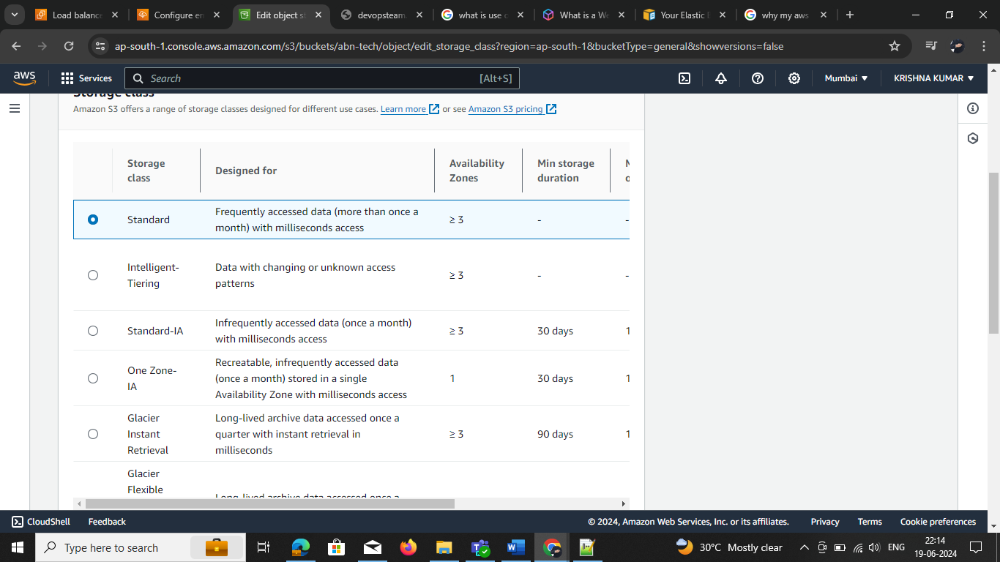 Load balance
Configure en
Edit object s
devopsteam.
what is use o
What is a We
Your Elastic B
why my aws
ap-south-1.console.aws.amazon.com/s3/buckets/abn-tech/object/edit_storage_class?region=ap-south-1&bucketType=general&showversions=false
aws
Services
Search
[Alt+S]
Mumbai
KRISHNA KUMAR
Storage class
Amazon S3 offers a range of storage classes designed for different use cases. Learn more or see Amazon S3 pricing
Storage class
Designed for
Availability Zones
Min storage duration
Standard
Frequently accessed data (more than once a
month) with milliseconds access
≥ 3
-
-
Intelligent-
Tiering
Data with changing or unknown access
patterns
≥ 3
-
-
Standard-IA
Infrequently accessed data (once a month)
with milliseconds access
≥ 3
30 days
1
One Zone-
IA
Recreatable, infrequently accessed data
(once a month) stored in a single
Availability Zone with milliseconds access
1
30 days
1
Glacier
Instant
Retrieval
Long-lived archive data accessed once a
quarter with instant retrieval in
milliseconds
≥ 3
90 days
1
Glacier
Flexible
Long-lived archive data accessed once a
CloudShell
Feedback
© 2024, Amazon Web Services, Inc. or its affiliates.
Privacy
Terms
Cookie preferences
Type here to search
30°C Mostly clear
ENG
22:14
19-06-2024